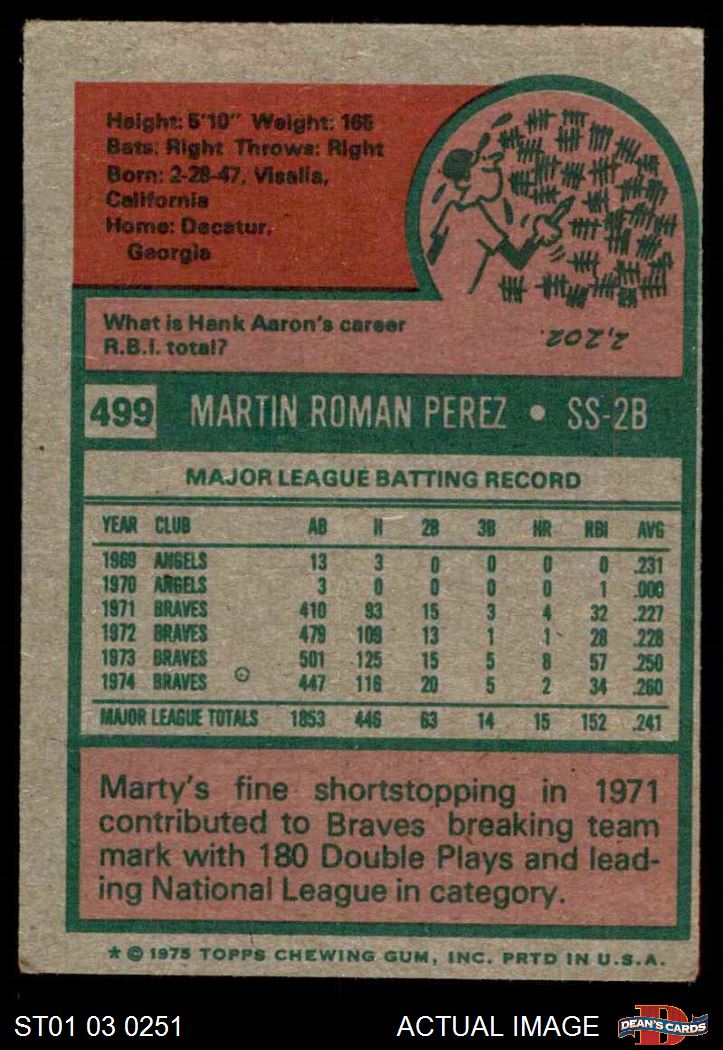 Height: 5'10" Weight: 165
Bats: Right Throws: Right
Born: 2-28-47, Visalia,
California
Home: Decatur,
Georgia
What is Hank Aaron's career
R.B.I. total?
2,202.
499 MARTIN ROMAN PEREZ • SS-2B
MAJOR LEAGUE BATTING RECORD
YEAR CLUB AB H 2B 3B HR RBI AVG
1969 ANGELS 13 3 0 0 0 0 .231
1970 ANGELS 3 0 0 0 0 1 .000
1971 BRAVES 410 93 15 3 4 32 .227
1972 BRAVES 479 109 13 1 1 28 .228
1973 BRAVES 501 125 15 5 8 57 .250
1974 BRAVES 447 116 20 5 2 34 .260
MAJOR LEAGUE TOTALS 1853 446 63 14 15 152 .241
Marty's fine shortstopping in 1971
contributed to Braves breaking team
mark with 180 Double Plays and lead-
ing National League in category.
* © 1975 TOPPS CHEWING GUM, INC. PRTD IN U.S.A.
ST01 03 0251 ACTUAL IMAGE DEAN'S CARDS